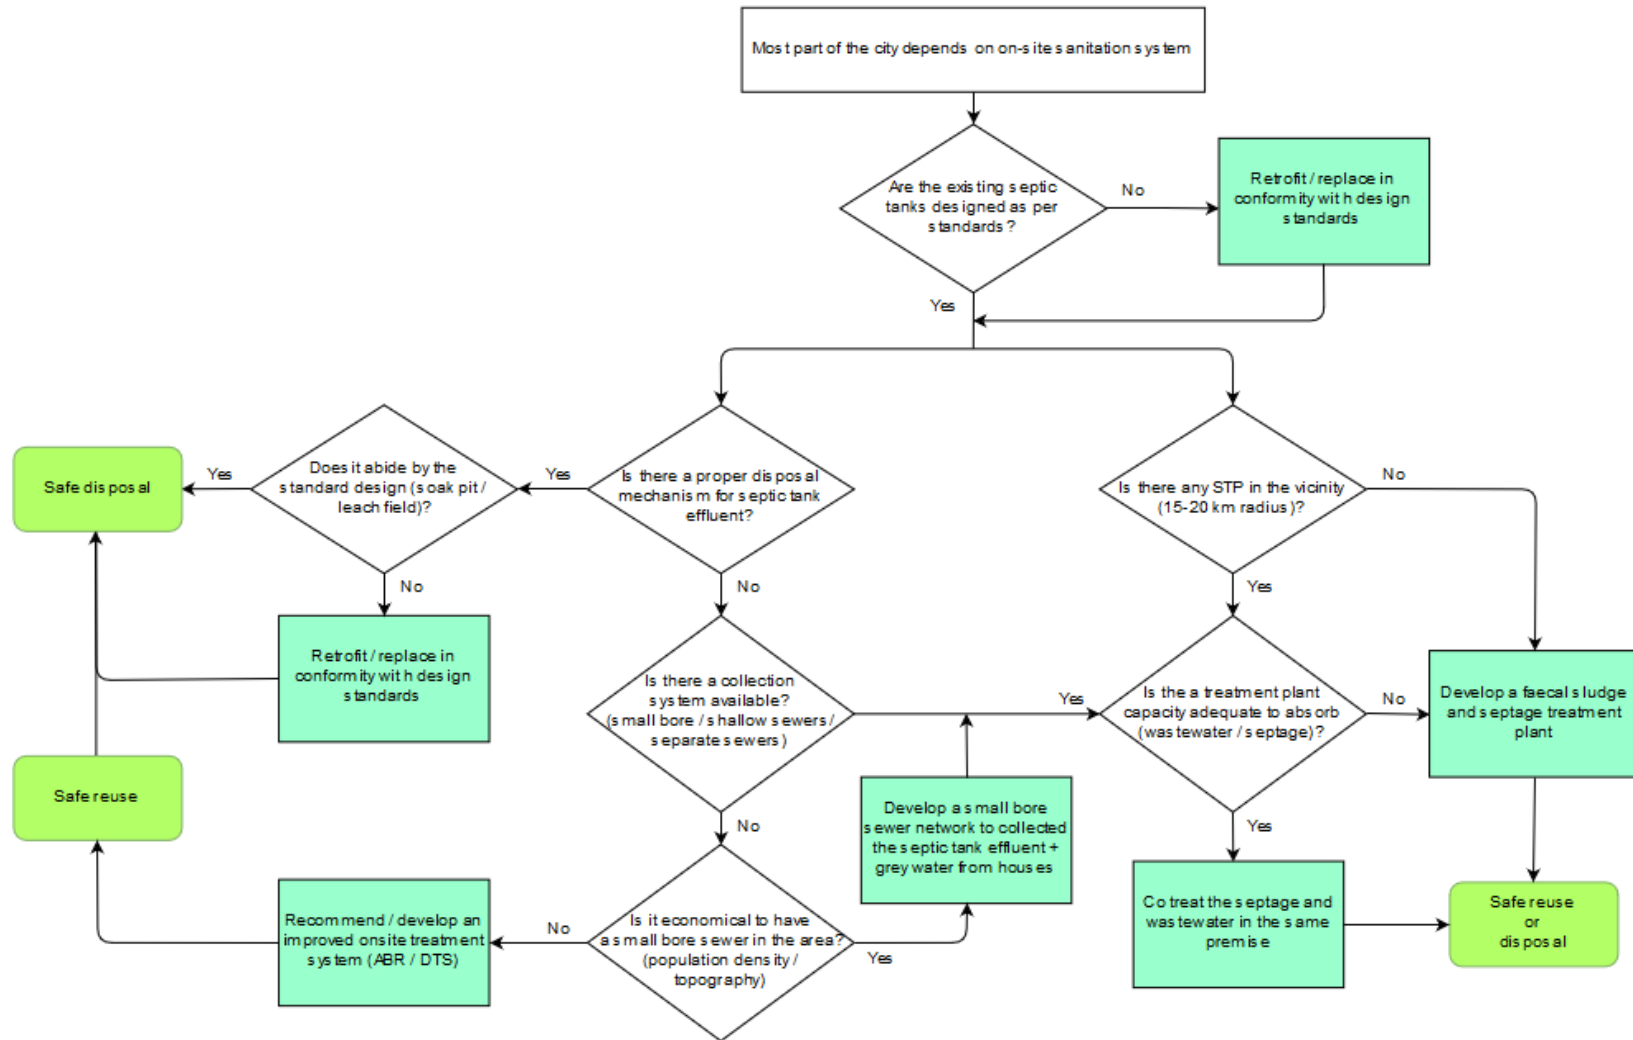 Most part of the city depends on on-site sanitation system
Are the existing septic
tanks designed as per
standards?
No
Retrofit / replace in
conformity with design
standards
Yes
Safe disposal
Yes
Does it abide by the
standard design (soak pit /
leach field)?
Yes
Is there a proper disposal
mechanism for septic tank
effluent?
Is there any STP in the vicinity
(15-20 km radius)?
No
No
No
Yes
Retrofit / replace in
conformity with design
standards
Is there a collection
system available?
(small bore / shallow sewers /
separate sewers)
Yes
Is the a treatment plant
capacity adequate to absorb
(wastewater / septage)?
No
Develop a faecal sludge
and septage treatment
plant
Safe reuse
Develop a small bore
sewer network to collected
the septic tank effluent +
grey water from houses
No
Yes
Recommend / develop an
improved onsite treatment
system (ABR / DTS)
No
Is it economical to have
a small bore sewer in the area?
(population density /
topography)
Yes
Co treat the septage and
wastewater in the same
premise
Safe reuse
or
disposal